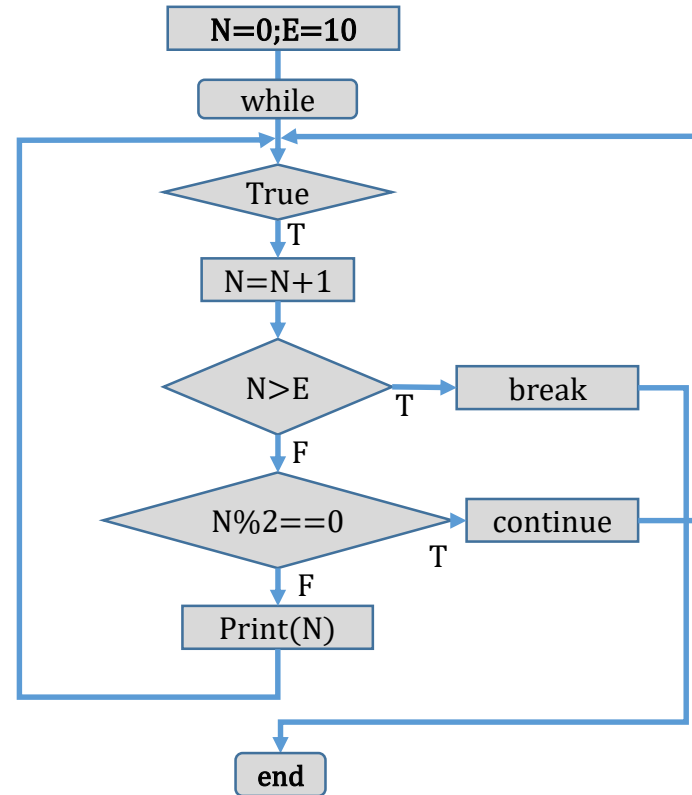 N=0;E=10
while
True
T
N=N+1
N>E
T
break
F
N%2==0
T
continue
F
Print(N)
end